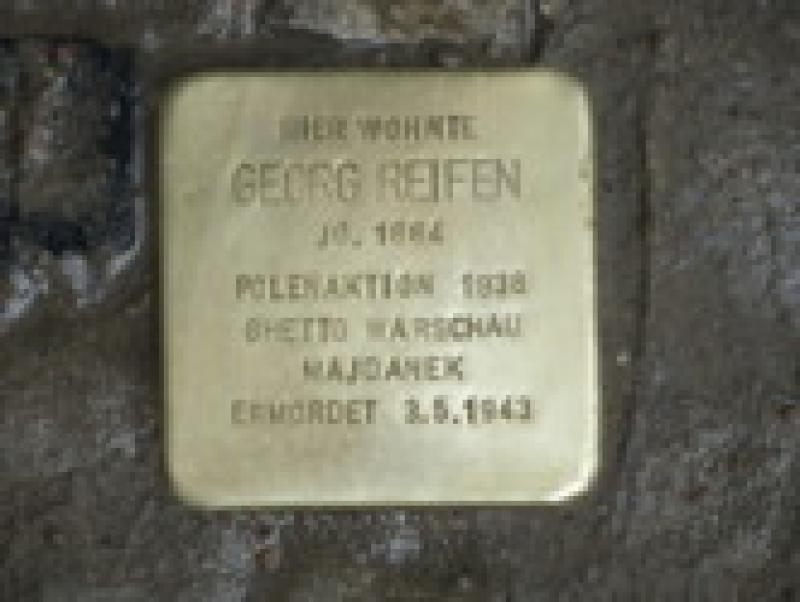 HIER WOHNTE
GEORG REIFEN
JG. 1884
POLENAKTION 1938
GHETTO WARSCHAU
MAJDANEK
ERMORDET 3.5.1943